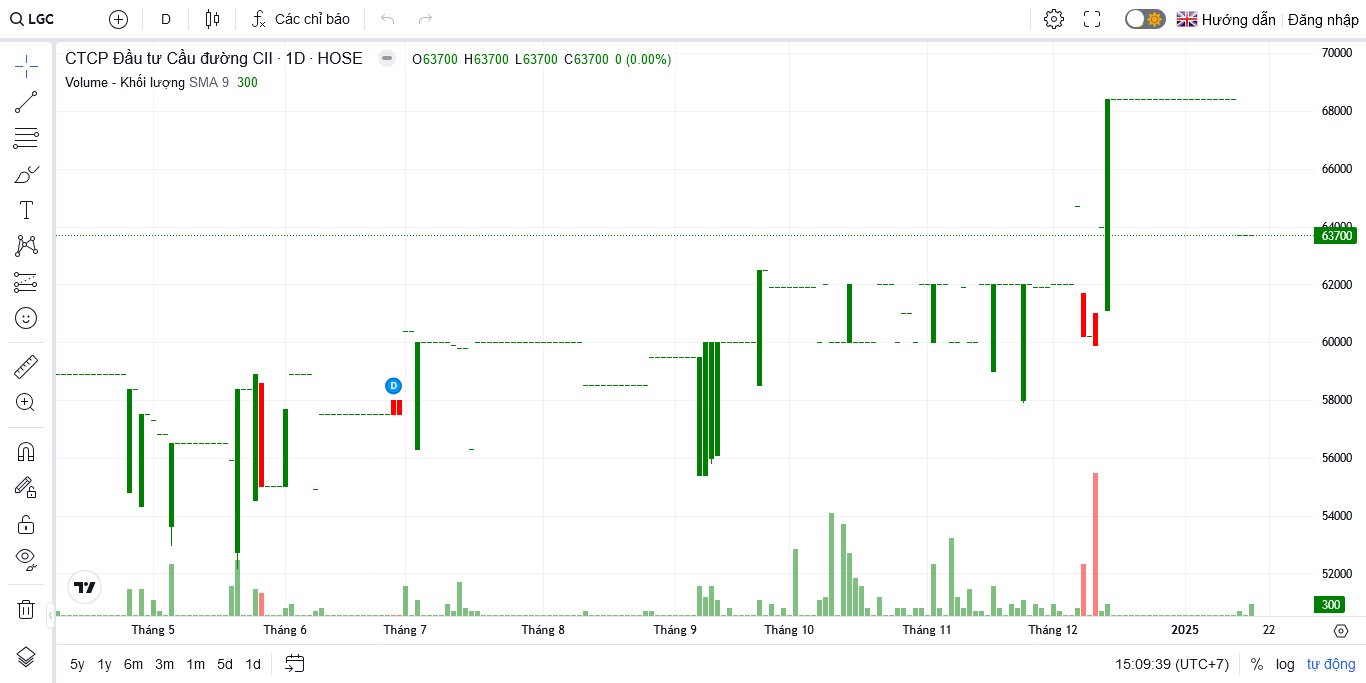 LGC D Các chỉ báo Hướng dẫn Đăng nhập
CTCP Đầu tư Cầu đường CII · 1D · HOSE O63700 H63700 L63700 C63700 0 (0.00%)
Volume - Khối lượng SMA 9 300
70000
68000
66000
64000
63700
62000
60000
D
58000
56000
54000
52000
300
Tháng 5 Tháng 6 Tháng 7 Tháng 8 Tháng 9 Tháng 10 Tháng 11 Tháng 12 2025 22
5y 1y 6m 3m 1m 5d 1d 15:09:39 (UTC+7) % log tự động